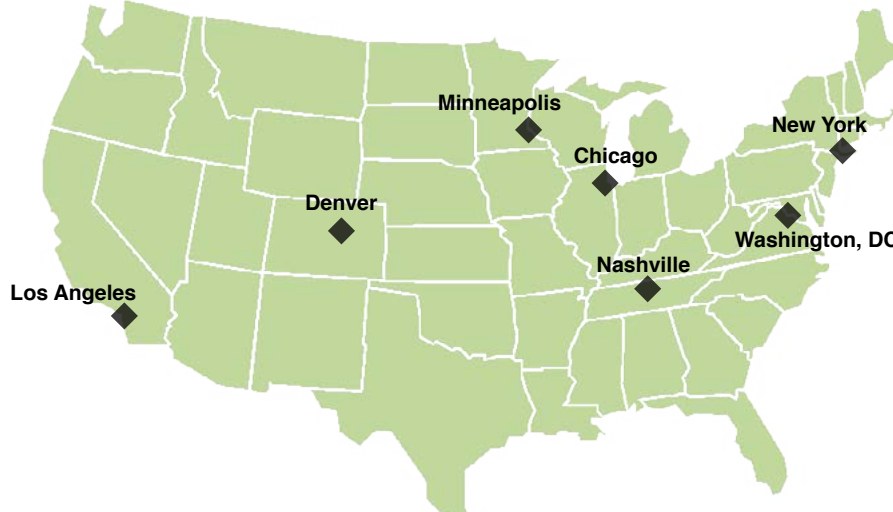 Minneapolis
New York
Chicago
Denver
Washington, DC
Nashville
Los Angeles